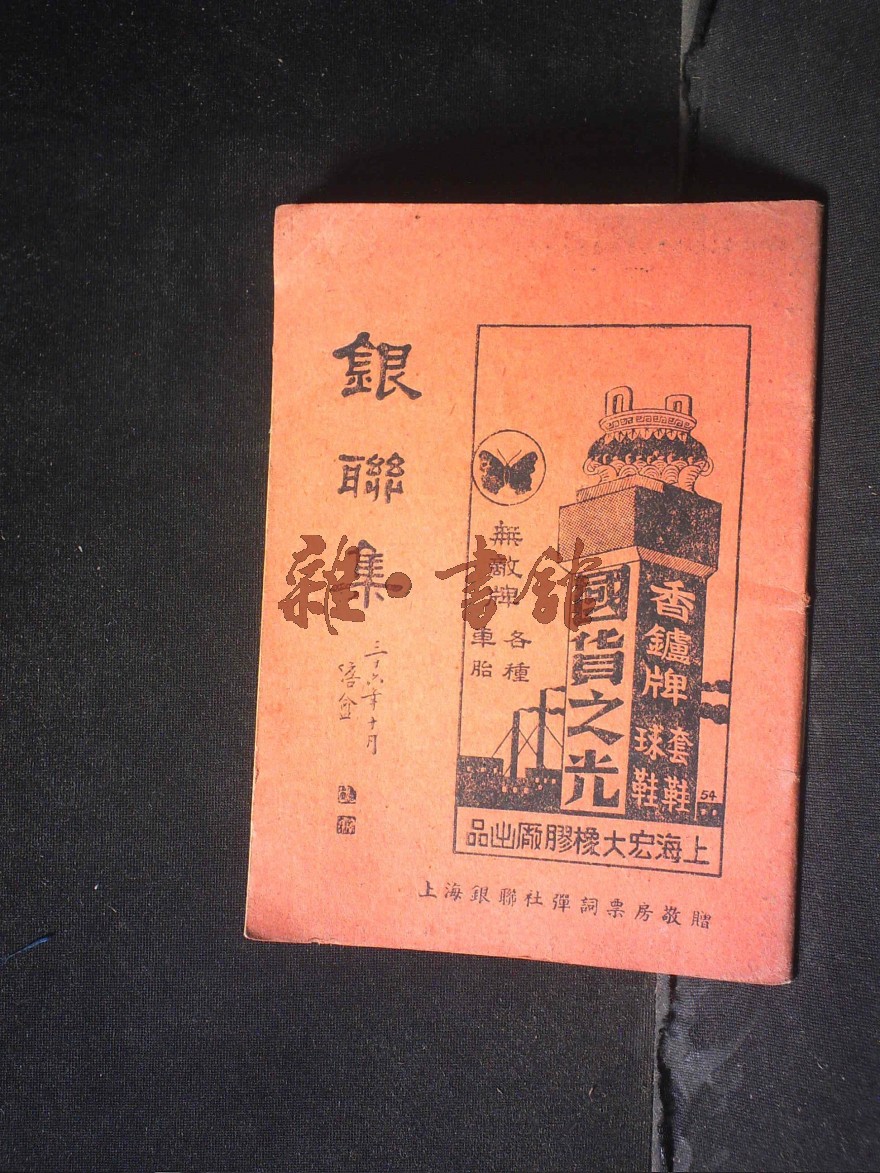 銀聯集
三十六年十月
無敵牌
各種
車胎
香鑪牌
套鞋
球鞋
國貨之光
54
上海宏大橡膠廠出品
上海銀聯社彈詞票房敬贈
雜·書館